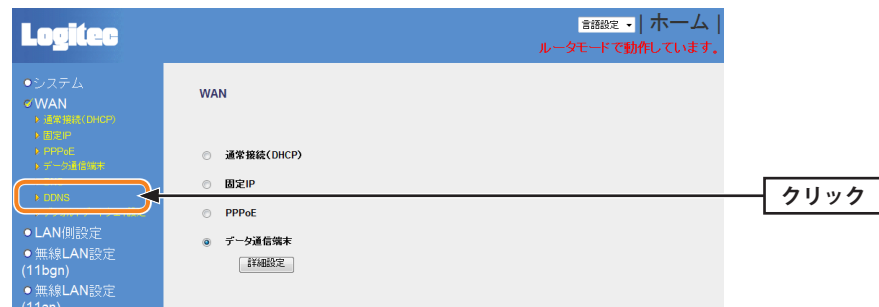 Logitec
言語設定
| ホーム |
ルータモードで動作しています。
システム
WAN
通常接続(DHCP)
固定IP
PPPoE
データ通信端末
DDNS
LAN側設定
無線LAN設定
(11bgn)
無線LAN設定
WAN
通常接続(DHCP)
固定IP
PPPoE
データ通信端末
詳細設定
クリック